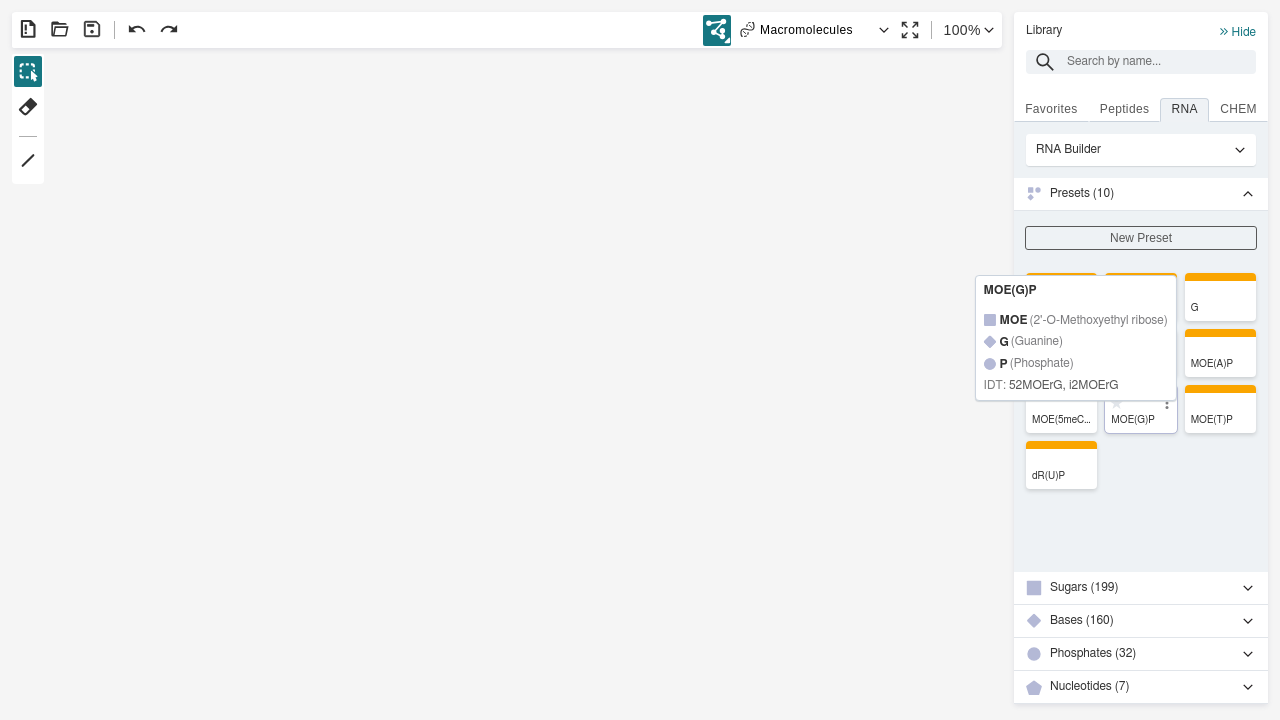 Macromolecules
100%
Library
Hide
Search by name...
Favorites
Peptides
RNA
CHEM
RNA Builder
Presets (10)
New Preset
G
MOE(A)P
MOE(G)P
MOE (2'-O-Methoxyethyl ribose)
G (Guanine)
P (Phosphate)
IDT: 52MOErG, i2MOErG
MOE(5meC...
MOE(G)P
MOE(T)P
dR(U)P
Sugars (199)
Bases (160)
Phosphates (32)
Nucleotides (7)